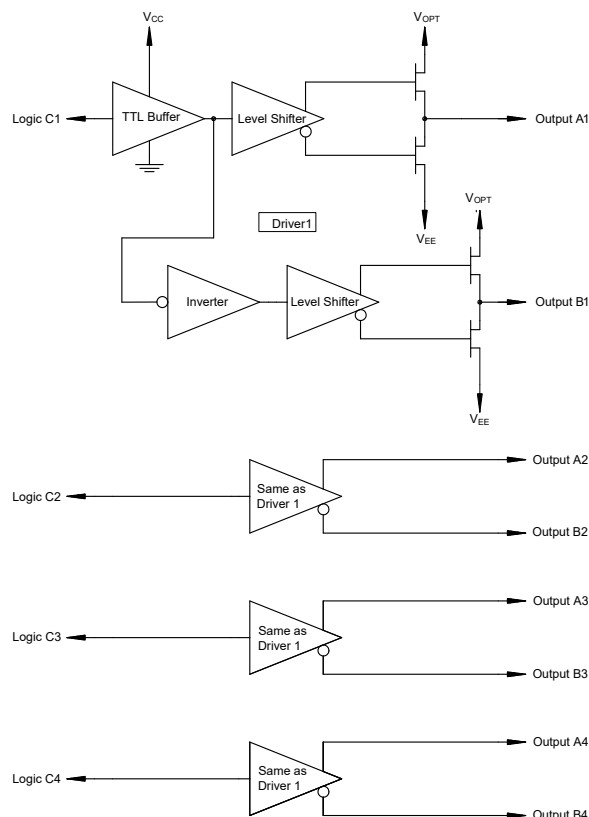 VCC
VOPT
Logic C1
TTL Buffer
Level Shifter
Output A1
Driver1
VEE
VOPT
Inverter
Level Shifter
Output B1
VEE
Output A2
Logic C2
Same as
Driver 1
Output B2
Output A3
Logic C3
Same as
Driver 1
Output B3
Output A4
Logic C4
Same as
Driver 1
Output B4